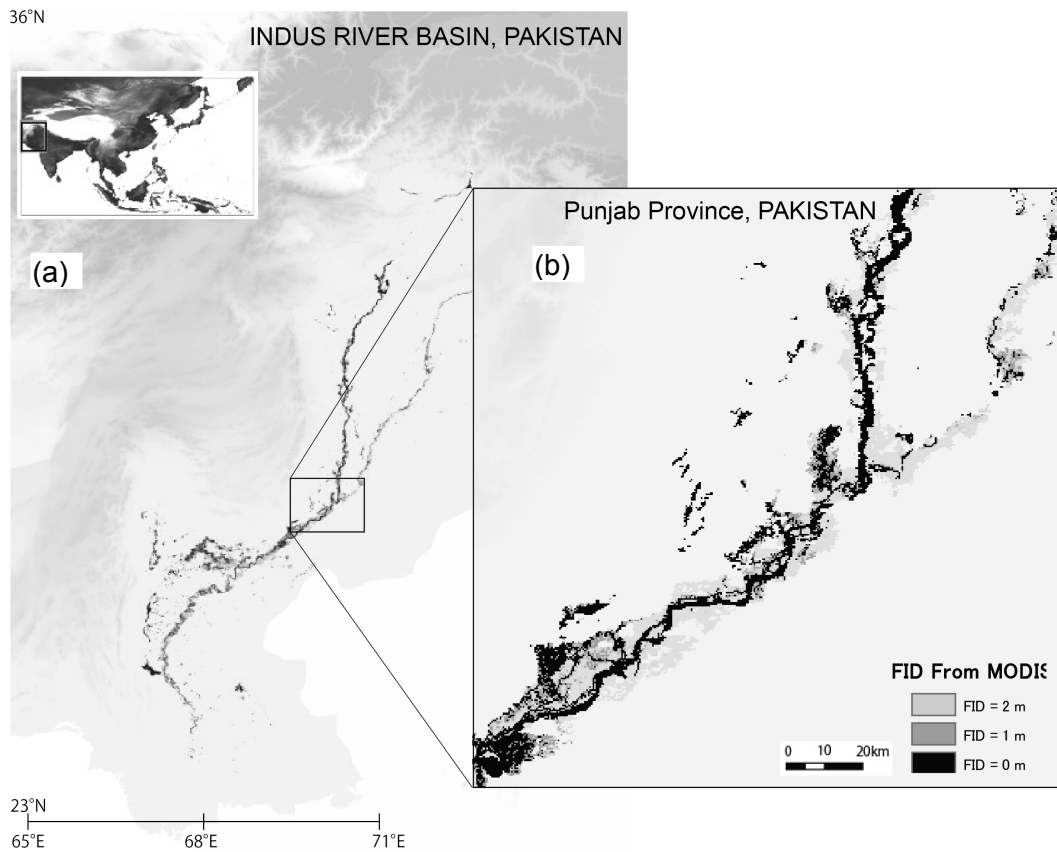 36°N
INDUS RIVER BASIN, PAKISTAN
Punjab Province, PAKISTAN
(a)
(b)
FID From MODIS
FID = 2 m
FID = 1 m
FID = 0 m
0 10 20km
23°N
65°E 68°E 71°E